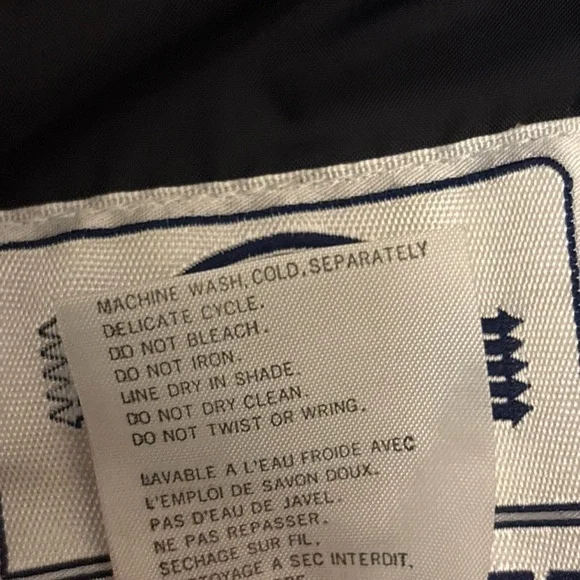 MACHINE WASH, COLD, SEPARATELY
DELICATE CYCLE.
DO NOT BLEACH.
DO NOT IRON.
LINE DRY IN SHADE.
DO NOT DRY CLEAN.
DO NOT TWIST OR WRING.
LAVABLE A L'EAU FROIDE AVEC
L'EMPLOI DE SAVON DOUX.
PAS D'EAU DE JAVEL.
NE PAS REPASSER.
SECHAGE SUR FIL.
A SEC INTERDIT.